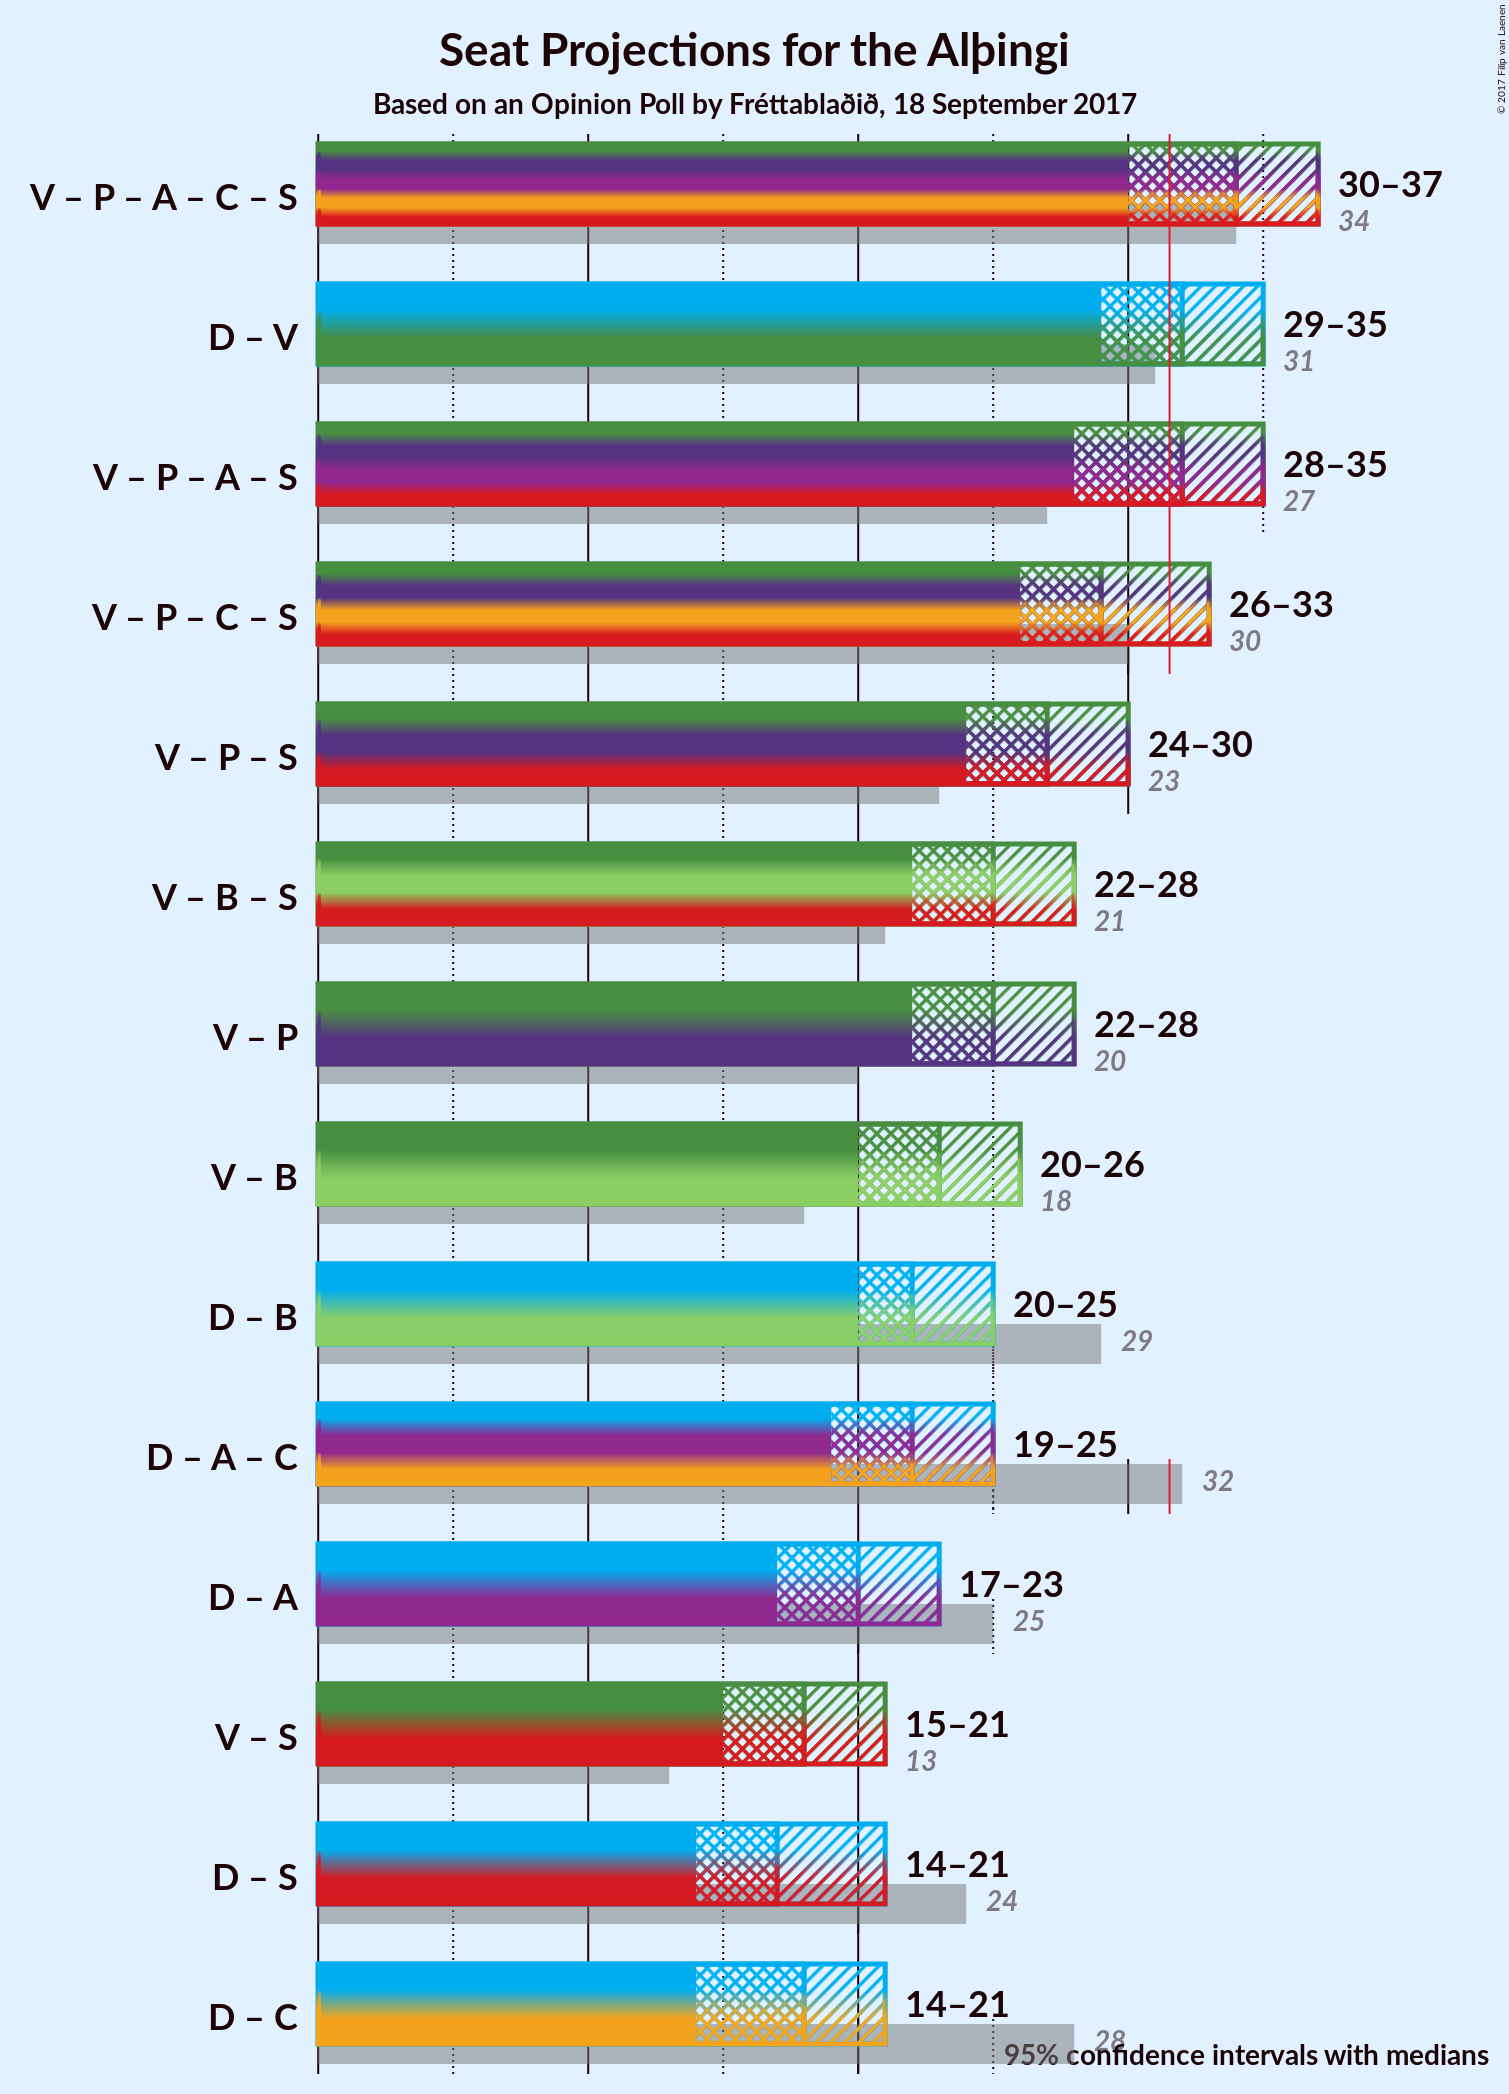 Seat Projections for the Alþingi
Based on an Opinion Poll by Fréttablaðið, 18 September 2017
© 2017 Filip van Laenen
V – P – A – C – S
30–37
34
D – V
29–35
31
V – P – A – S
28–35
27
V – P – C – S
26–33
30
V – P – S
24–30
23
V – B – S
22–28
21
V – P
22–28
20
V – B
20–26
18
D – B
20–25
29
D – A – C
19–25
32
D – A
17–23
25
V – S
15–21
13
D – S
14–21
24
D – C
14–21
28
95% confidence intervals with medians